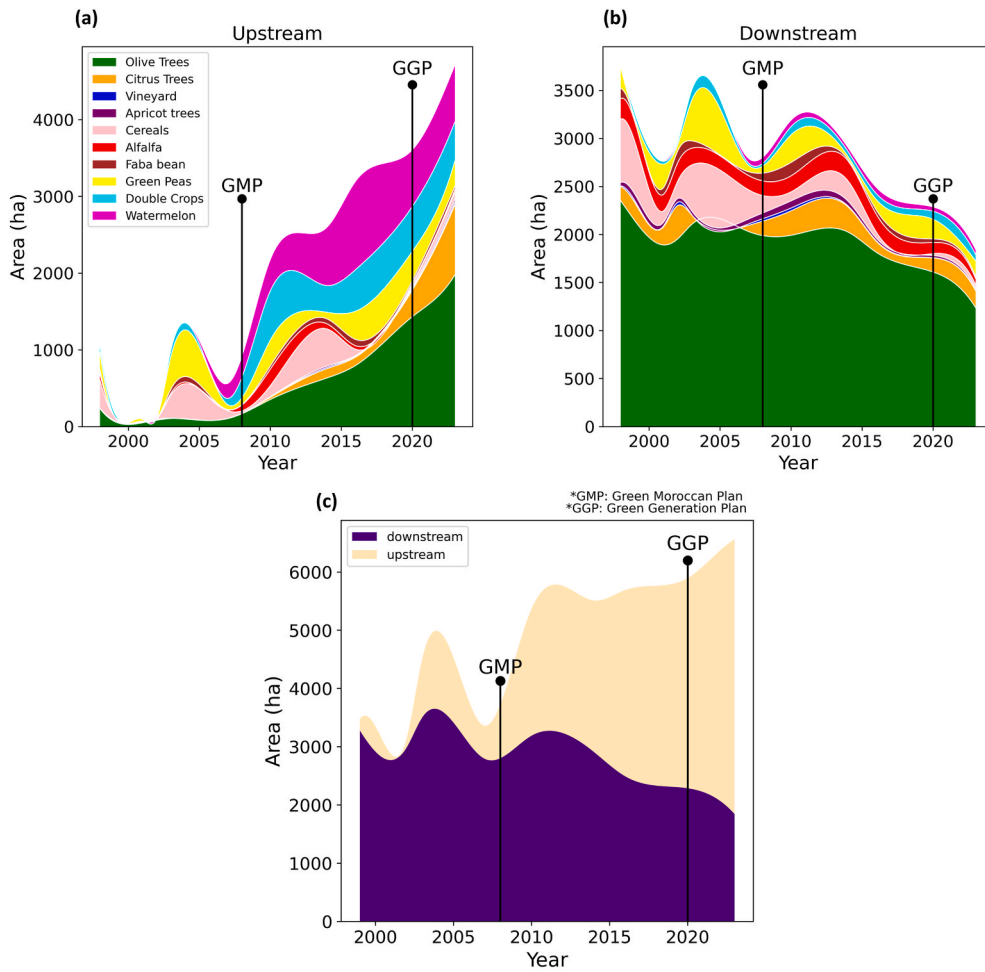 (a)
Upstream
Olive Trees
Citrus Trees
Vineyard
Apricot trees
Cereals
Alfalfa
Faba bean
Green Peas
Double Crops
Watermelon
GMP
GGP
Area (ha)
4000
3000
2000
1000
0
2000
2005
2010
2015
2020
Year
(b)
Downstream
GMP
GGP
Area (ha)
3500
3000
2500
2000
1500
1000
500
0
2000
2005
2010
2015
2020
Year
(c)
*GMP: Green Moroccan Plan
*GGP: Green Generation Plan
downstream
upstream
GMP
GGP
Area (ha)
6000
5000
4000
3000
2000
1000
0
2000
2005
2010
2015
2020
Year